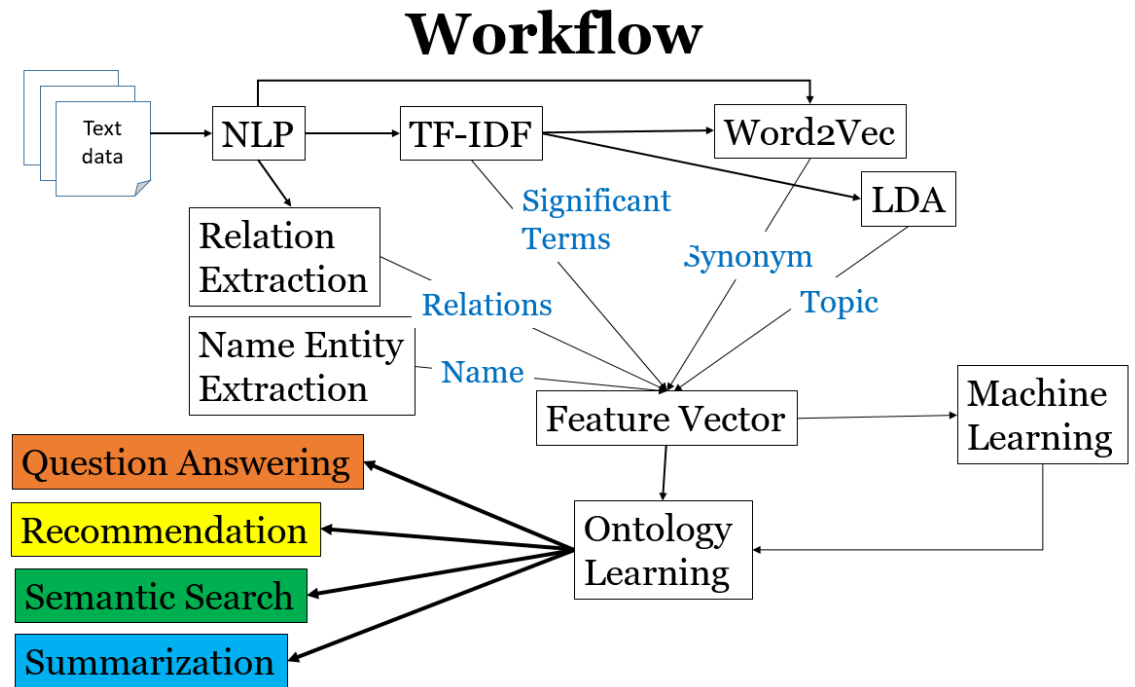 Workflow
Text
data
NLP
TF-IDF
Word2Vec
LDA
Significant
Terms
Relation
Extraction
Synonym
Relations
Topic
Name Entity
Extraction
Name
Feature Vector
Machine
Learning
Question Answering
Recommendation
Ontology
Learning
Semantic Search
Summarization